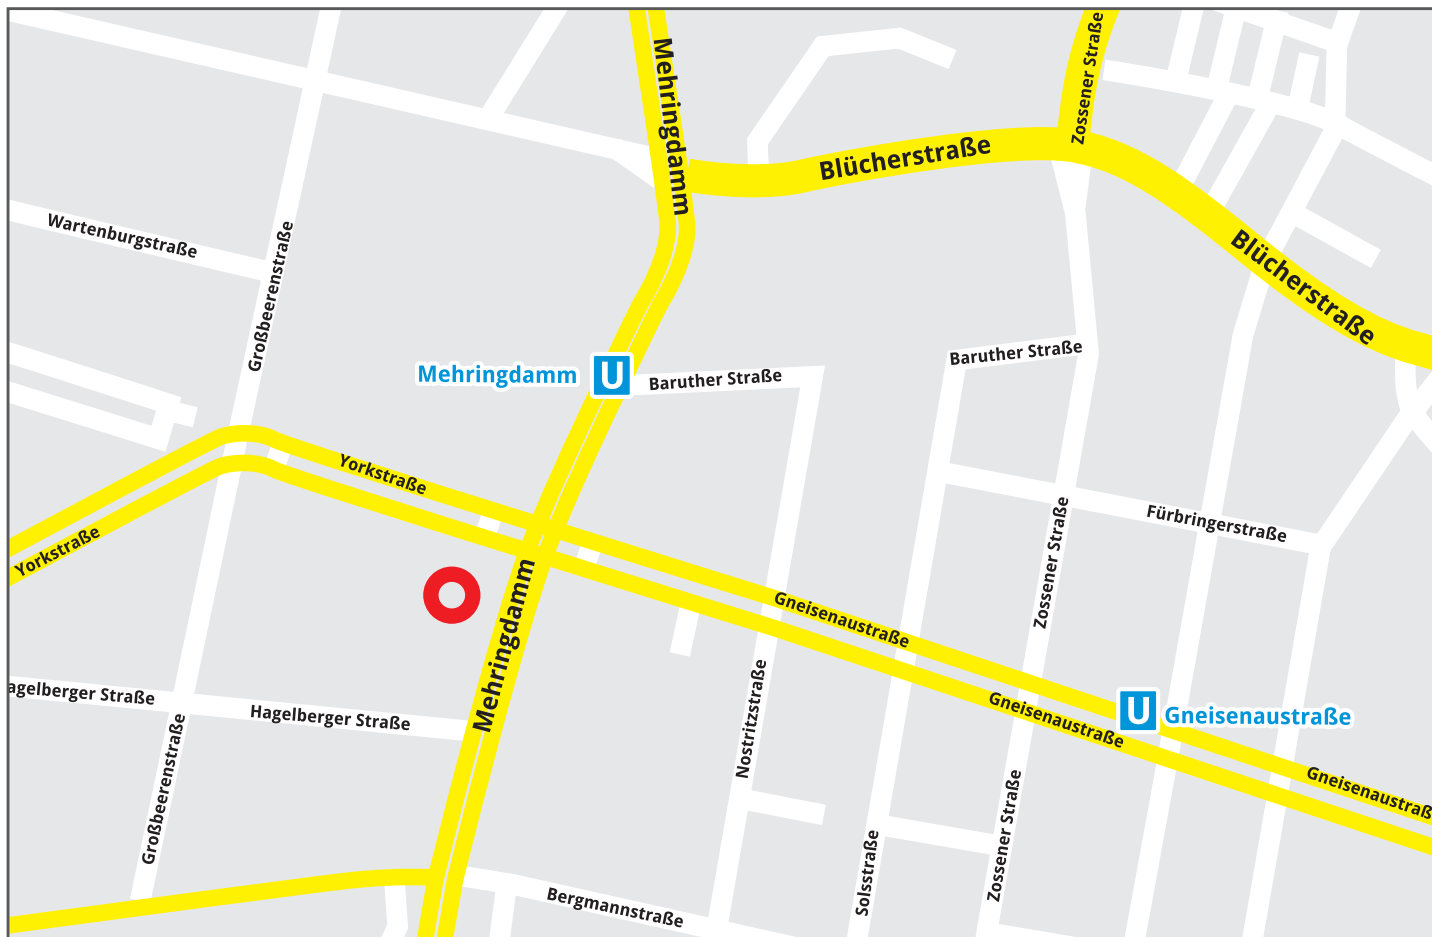 Mehringdamm
Zossener Straße
Blücherstraße
Wartenburgstraße
Großbeerenstraße
Blücherstraße
Mehringdamm
U
Baruther Straße
Baruther Straße
Yorkstraße
Yorkstraße
Zossener Straße
Fürbringerstraße
Mehringdamm
Gneisenaustraße
agelberger Straße
Hagelberger Straße
Nostritzstraße
Gneisenaustraße
U
Gneisenaustraße
Großbeerenstraße
Gneisenaustraß
Zossener Straße
Solsstraße
Bergmannstraße